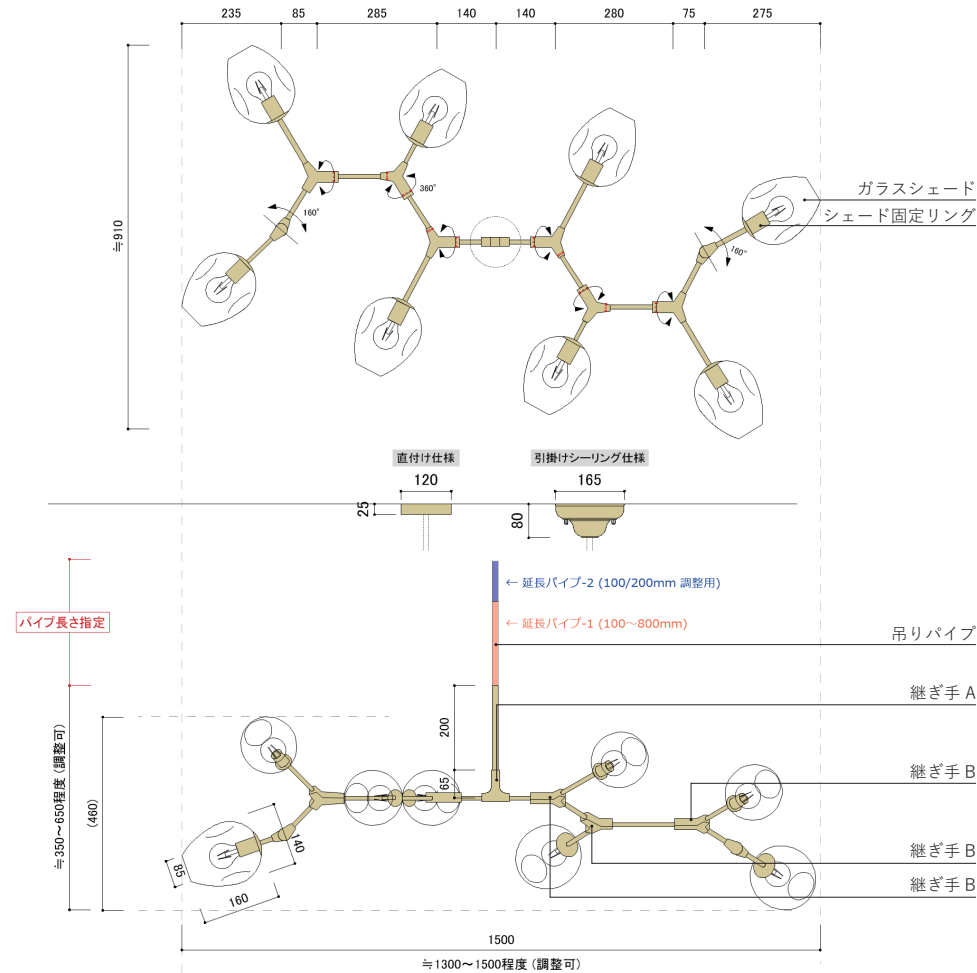 235 85 285 140 140 280 75 275
≒910
160°
360°
160°
ガラスシェード
シェード固定リング
直付け仕様
120
25
引掛けシーリング仕様
165
80
← 延長パイプ-2 (100/200mm 調整用)
← 延長パイプ-1 (100～800mm)
パイプ長さ指定
吊りパイプ
継ぎ手 A
継ぎ手 B
継ぎ手 B
継ぎ手 B
200
65
≒350～650程度 (調整可)
(460)
140
85
160
1500
≒1300～1500程度 (調整可)